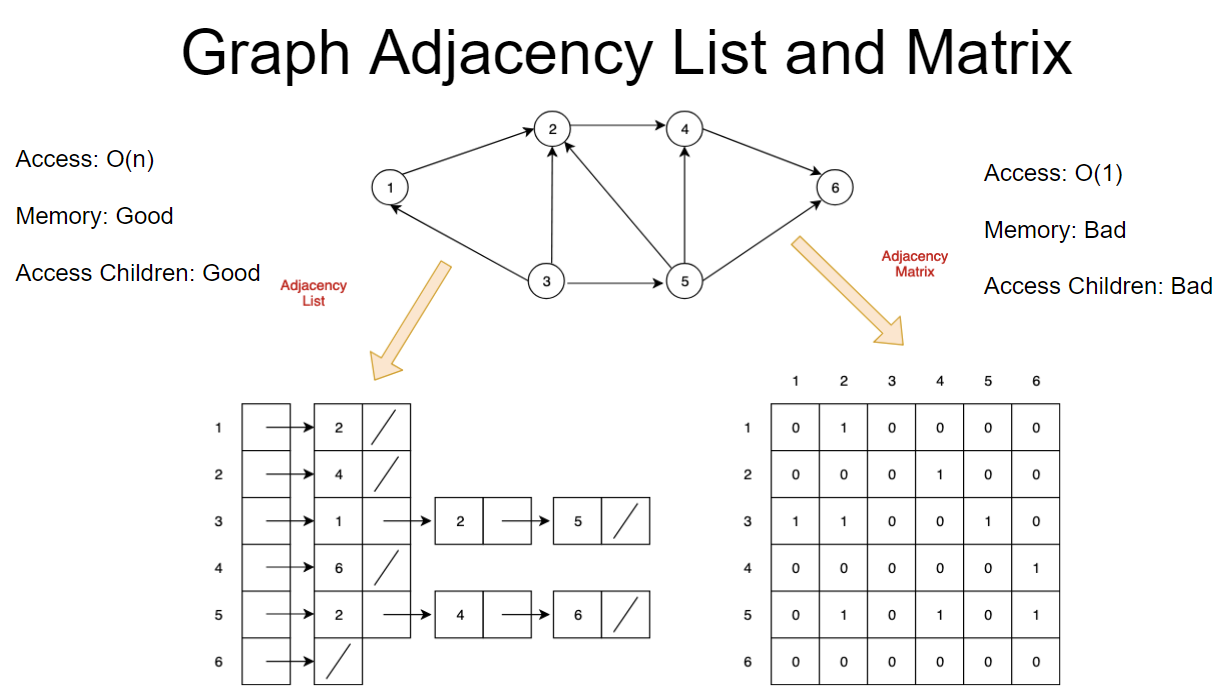 Graph Adjacency List and Matrix
Access: O(n)
Memory: Good
Access Children: Good
2
4
1
6
3
5
Access: O(1)
Memory: Bad
Access Children: Bad
Adjacency
List
Adjacency
Matrix
1 2
2 4
3 1 2 5
4 6
5 2 4 6
6
1 2 3 4 5 6
1 0 1 0 0 0 0
2 0 0 0 1 0 0
3 1 1 0 0 1 0
4 0 0 0 0 0 1
5 0 1 0 1 0 1
6 0 0 0 0 0 0